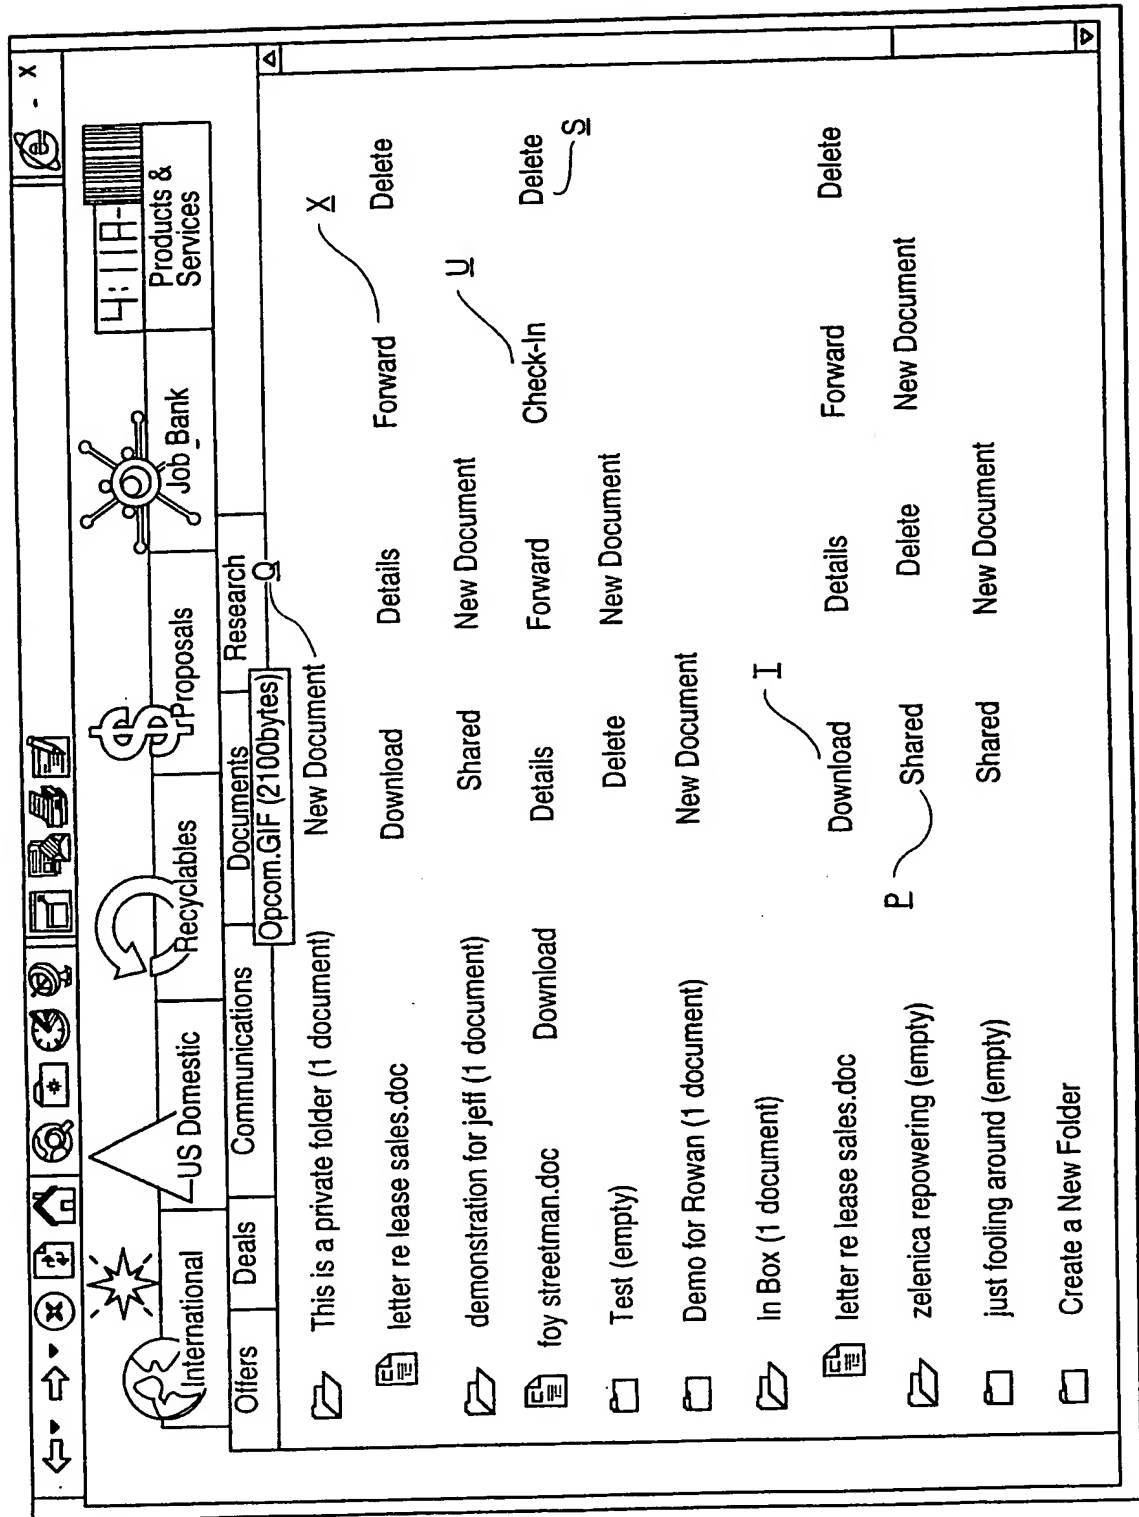 - X
4:11A-
International US Domestic Recyclables Proposals Job Bank Products & Services
Offers Deals Communications Documents Research
Opcom.GIF (2100bytes)
Q
This is a private folder (1 document) New Document
X
letter re lease sales.doc Download Details Forward Delete
U
demonstration for jeff (1 document) Shared New Document
foy streetman.doc Download Details Forward Check-In Delete
S
Test (empty) Delete New Document
Demo for Rowan (1 document) New Document
I
In Box (1 document)
letter re lease sales.doc Download Details Forward Delete
P
zelenica repowering (empty) Shared Delete New Document
just fooling around (empty) Shared New Document
Create a New Folder